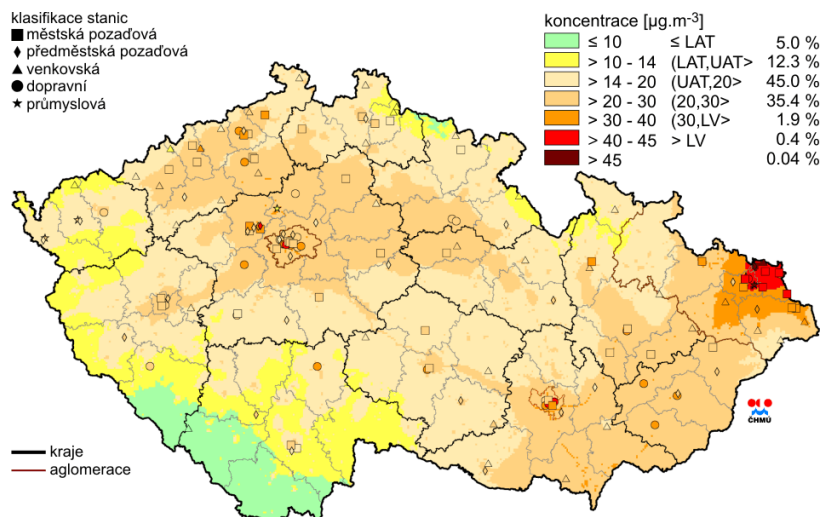 klasifikace stanic
městská pozaďová
předměstská pozaďová
venkovská
dopravní
průmyslová
koncentrace [µg.m⁻³]
≤ 10 ≤ LAT 5.0 %
> 10 - 14 (LAT,UAT> 12.3 %
> 14 - 20 (UAT,20> 45.0 %
> 20 - 30 (20,30> 35.4 %
> 30 - 40 (30,LV> 1.9 %
> 40 - 45 > LV 0.4 %
> 45 0.04 %
ČHMÚ
kraje
aglomerace